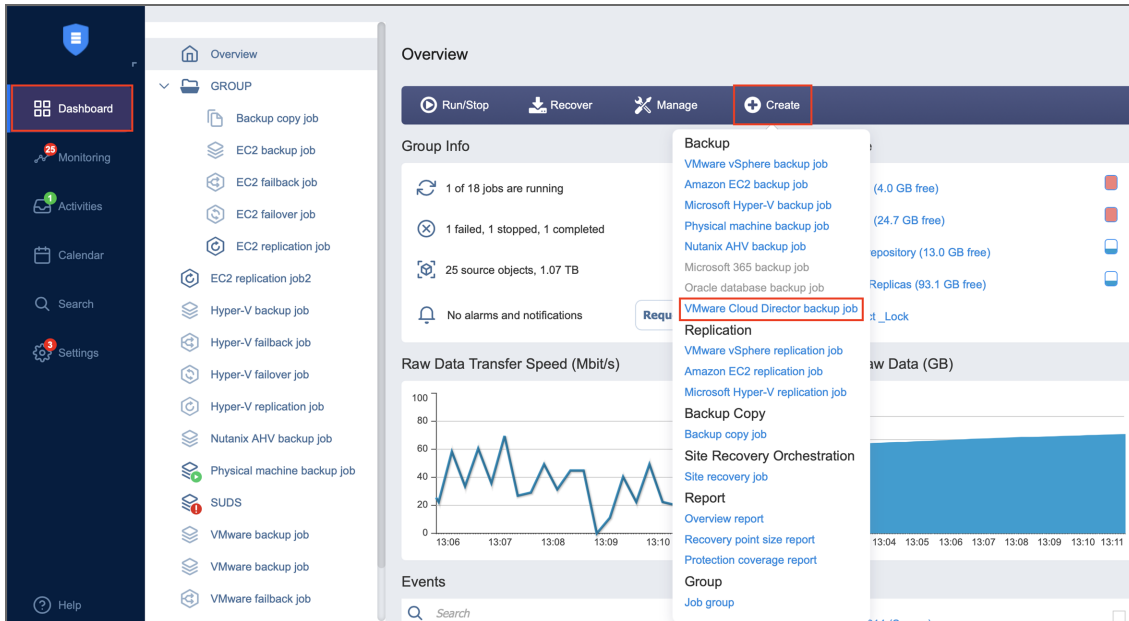 Dashboard
25
Monitoring
1
Activities
Calendar
Search
3
Settings
Help
Overview
GROUP
Backup copy job
EC2 backup job
EC2 failback job
EC2 failover job
EC2 replication job
EC2 replication job2
Hyper-V backup job
Hyper-V failback job
Hyper-V failover job
Hyper-V replication job
Nutanix AHV backup job
Physical machine backup job
SUDS
VMware backup job
VMware backup job
VMware failback job
Overview
Run/Stop
Recover
Manage
Create
Group Info
1 of 18 jobs are running
1 failed, 1 stopped, 1 completed
25 source objects, 1.07 TB
No alarms and notifications
Requ
Raw Data Transfer Speed (Mbit/s)
100
80
60
40
20
0
13:06 13:07 13:08 13:09 13:10
Events
Search
Backup
VMware vSphere backup job
Amazon EC2 backup job
Microsoft Hyper-V backup job
Physical machine backup job
Nutanix AHV backup job
Microsoft 365 backup job
Oracle database backup job
VMware Cloud Director backup job
Replication
VMware vSphere replication job
Amazon EC2 replication job
Microsoft Hyper-V replication job
Backup Copy
Backup copy job
Site Recovery Orchestration
Site recovery job
Report
Overview report
Recovery point size report
Protection coverage report
Group
Job group
(4.0 GB free)
(24.7 GB free)
epository (13.0 GB free)
Replicas (93.1 GB free)
ct _Lock
aw Data (GB)
13:04 13:05 13:06 13:07 13:08 13:09 13:10 13:11